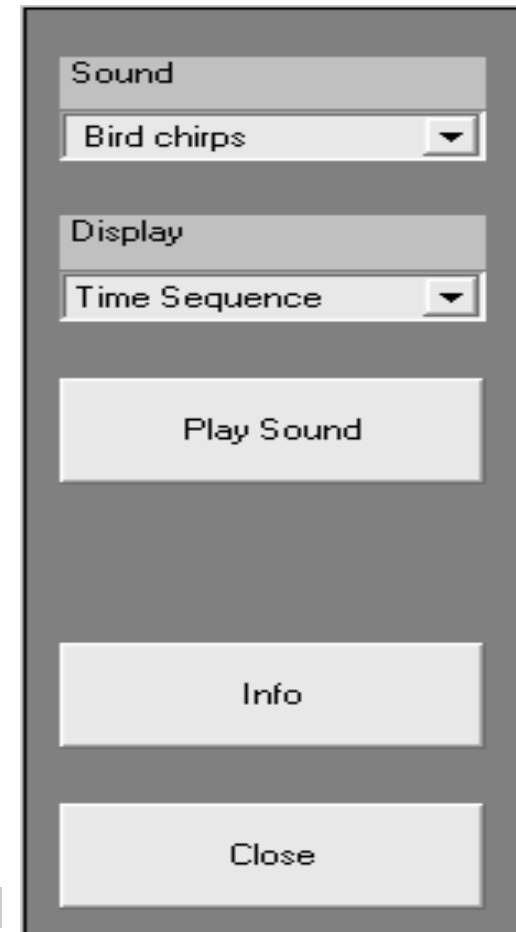 Sound
Bird chirps
Display
Time Sequence
Play Sound
Info
Close